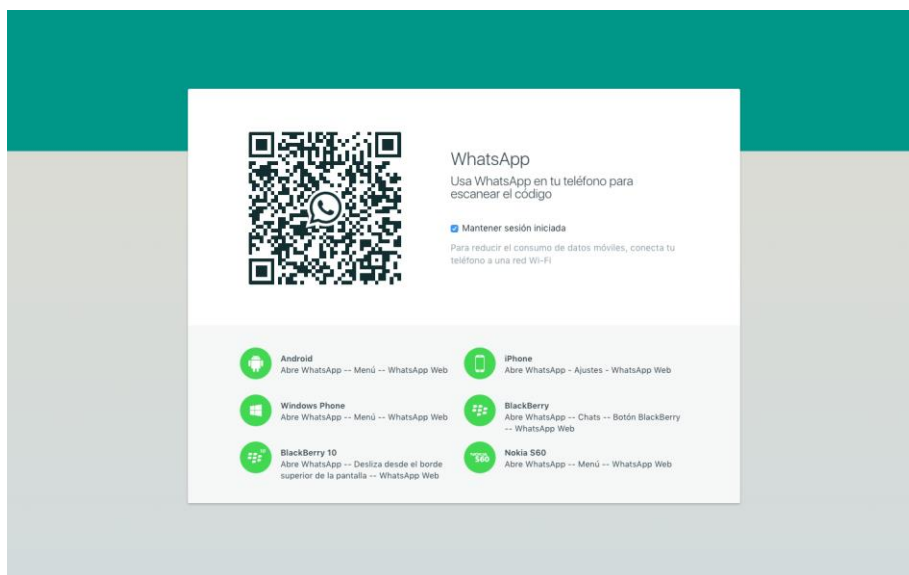 WhatsApp
Usa WhatsApp en tu teléfono para
escanear el código
Mantener sesión iniciada
Para reducir el consumo de datos móviles, conecta tu
teléfono a una red Wi-Fi
Android
Abre WhatsApp -- Menú -- WhatsApp Web
iPhone
Abre WhatsApp - Ajustes - WhatsApp Web
Windows Phone
Abre WhatsApp -- Menú -- WhatsApp Web
BlackBerry
Abre WhatsApp -- Chats -- Botón BlackBerry
-- WhatsApp Web
10
BlackBerry 10
Abre WhatsApp -- Desliza desde el borde
superior de la pantalla -- WhatsApp Web
S60
Nokia S60
Abre WhatsApp -- Menú -- WhatsApp Web